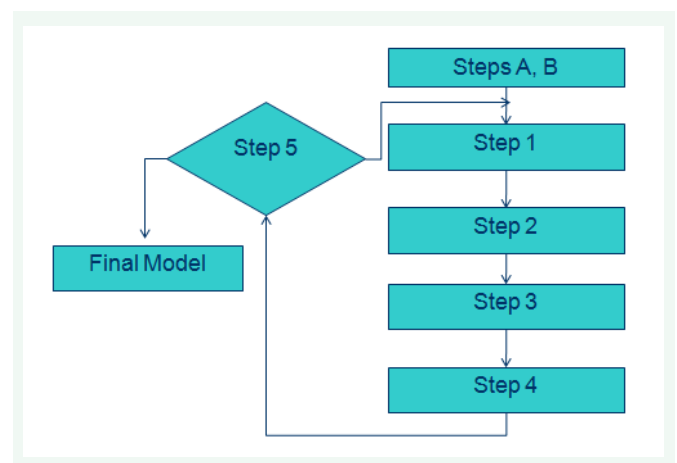 Steps A, B
Step 5
Step 1
Step 2
Final Model
Step 3
Step 4